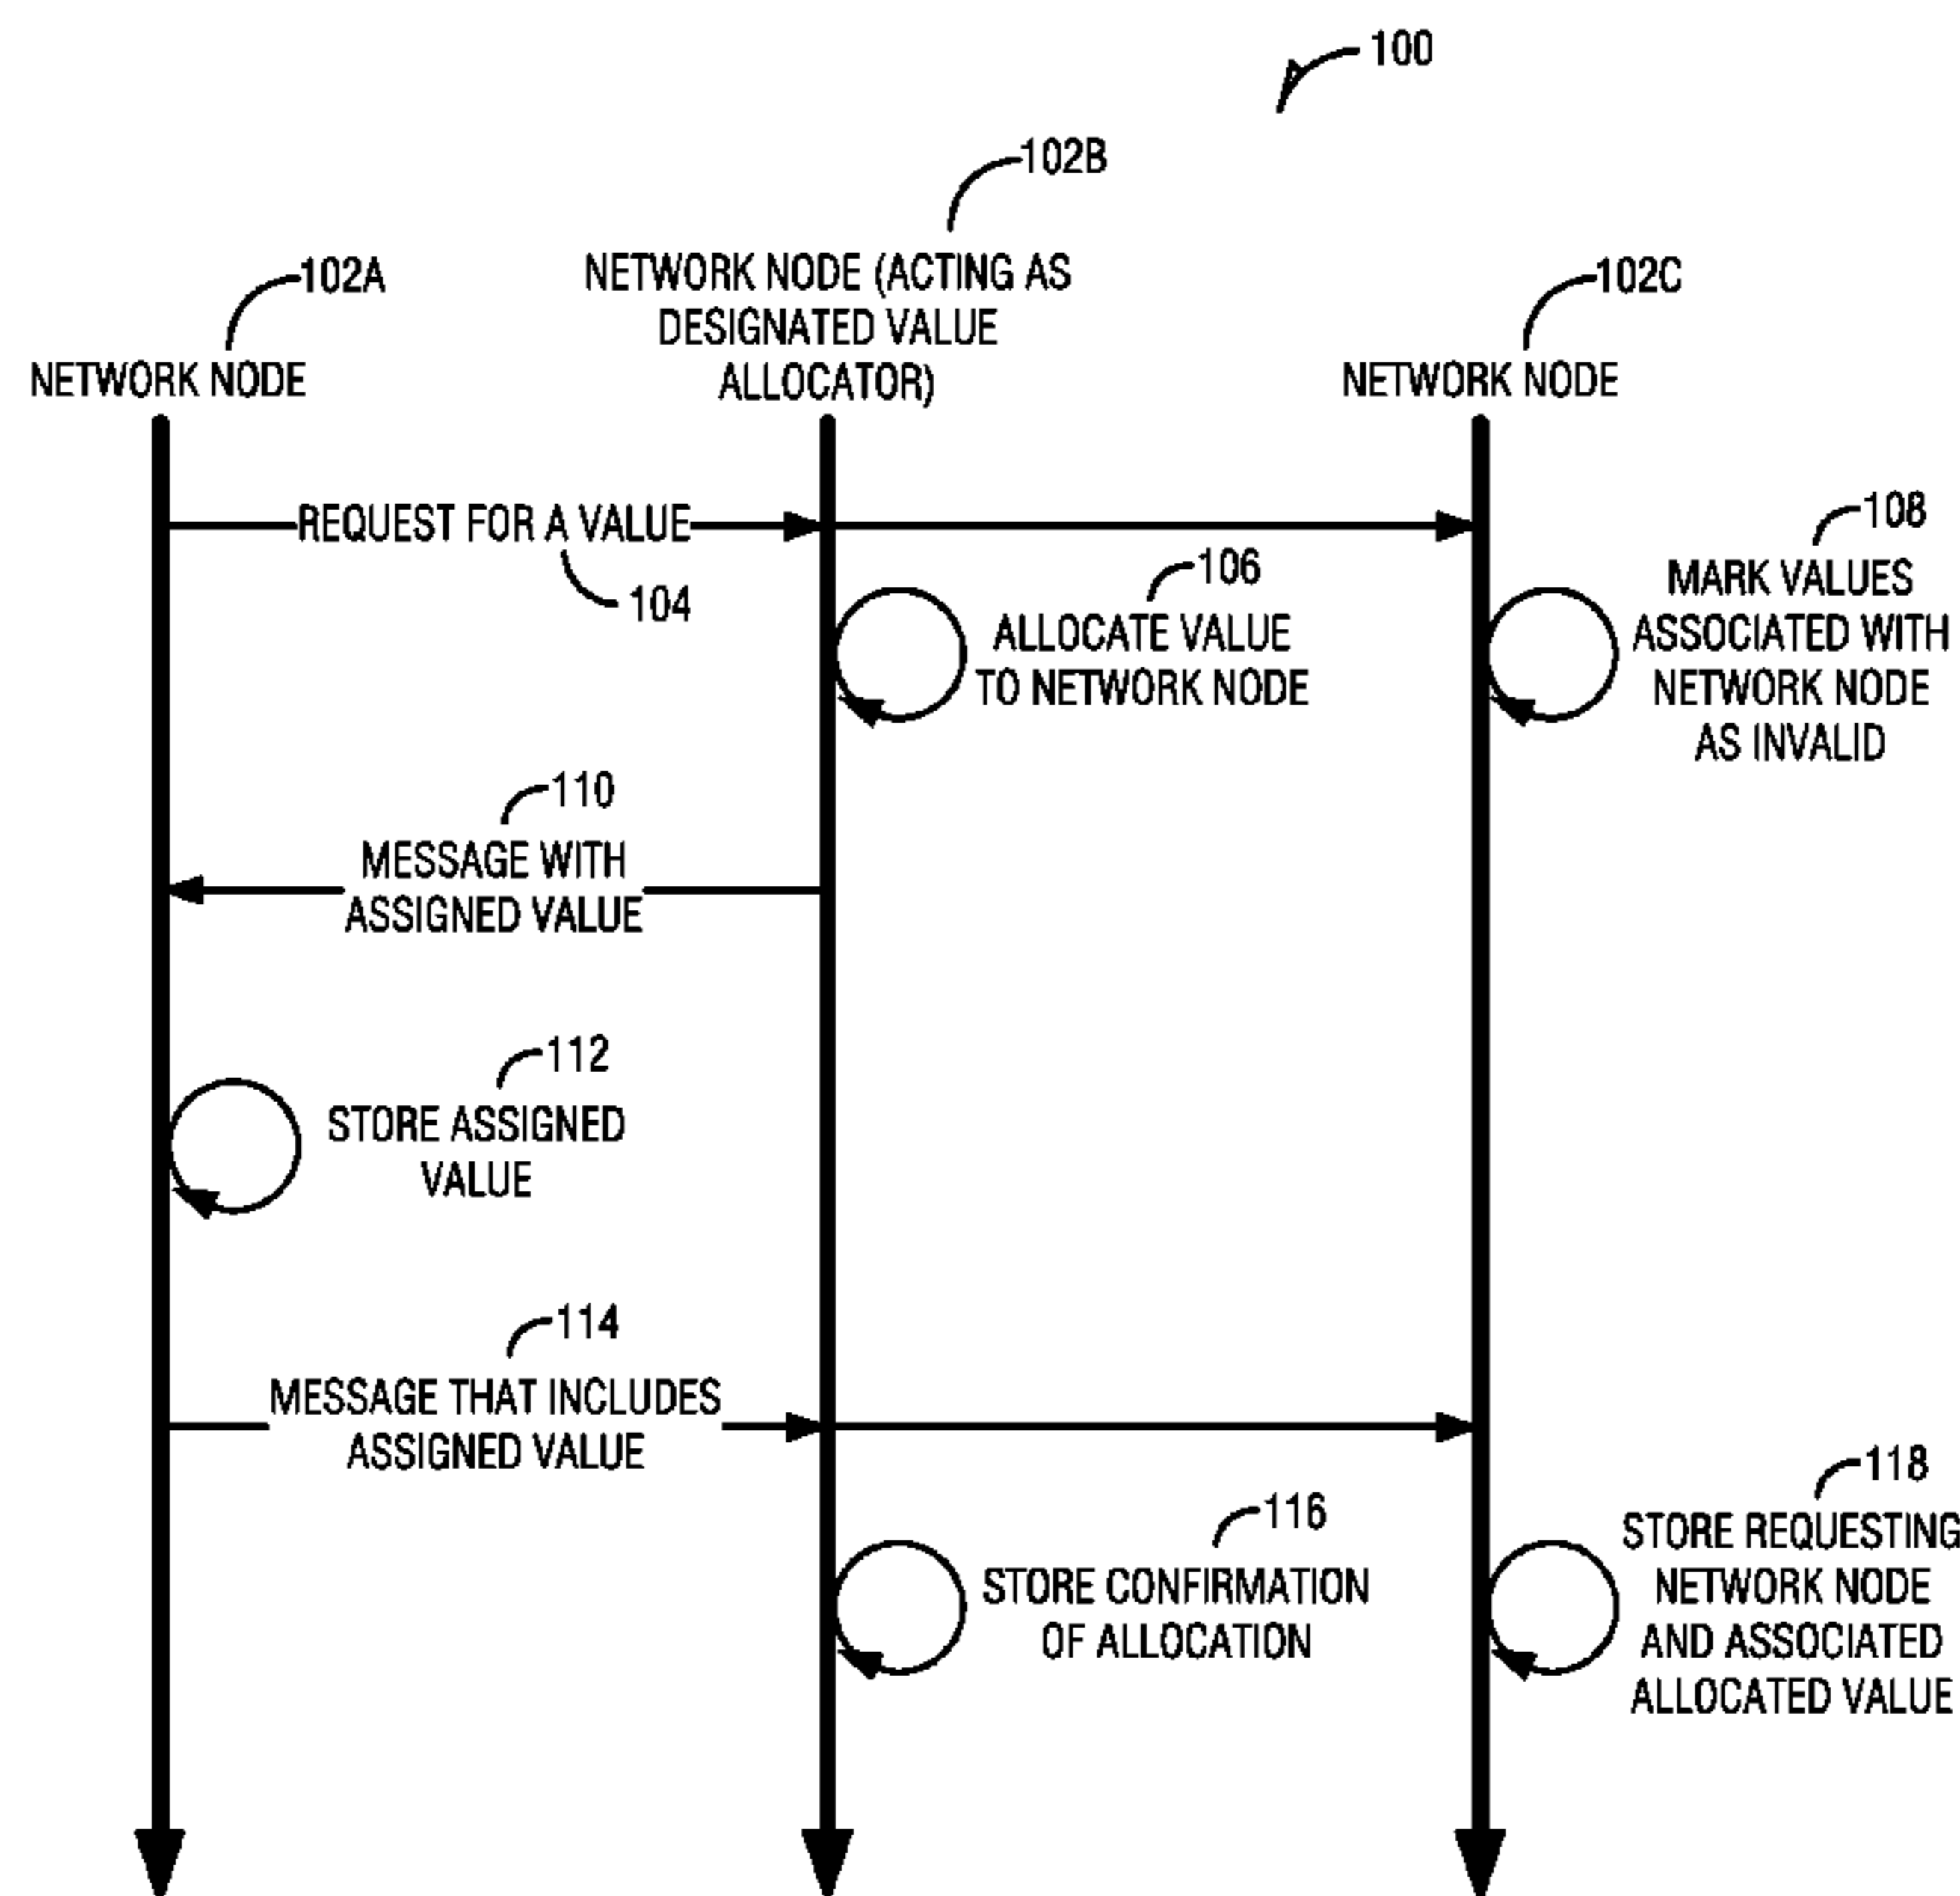 100
102B
NETWORK NODE (ACTING AS
DESIGNATED VALUE
ALLOCATOR)
102A
NETWORK NODE
102C
NETWORK NODE
REQUEST FOR A VALUE
104
106
ALLOCATE VALUE
TO NETWORK NODE
108
MARK VALUES
ASSOCIATED WITH
NETWORK NODE
AS INVALID
110
MESSAGE WITH
ASSIGNED VALUE
112
STORE ASSIGNED
VALUE
114
MESSAGE THAT INCLUDES
ASSIGNED VALUE
116
STORE CONFIRMATION
OF ALLOCATION
118
STORE REQUESTING
NETWORK NODE
AND ASSOCIATED
ALLOCATED VALUE